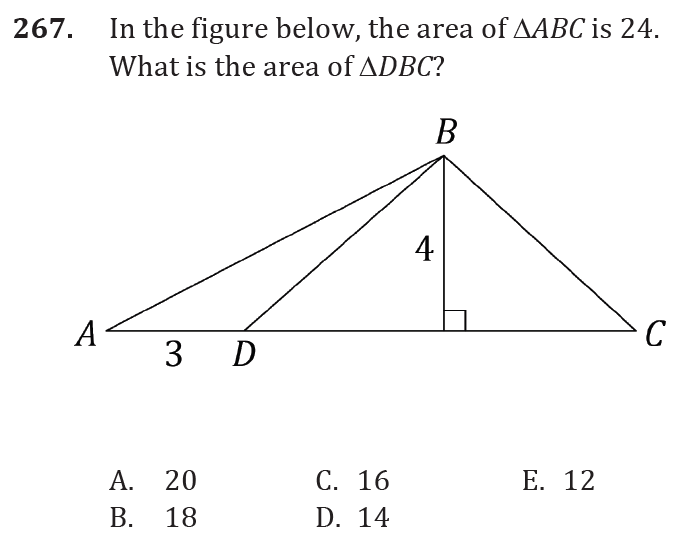 267. In the figure below, the area of ΔABC is 24.
What is the area of ΔDBC?
B
4
A
3
D
C
A. 20
C. 16
E. 12
B. 18
D. 14